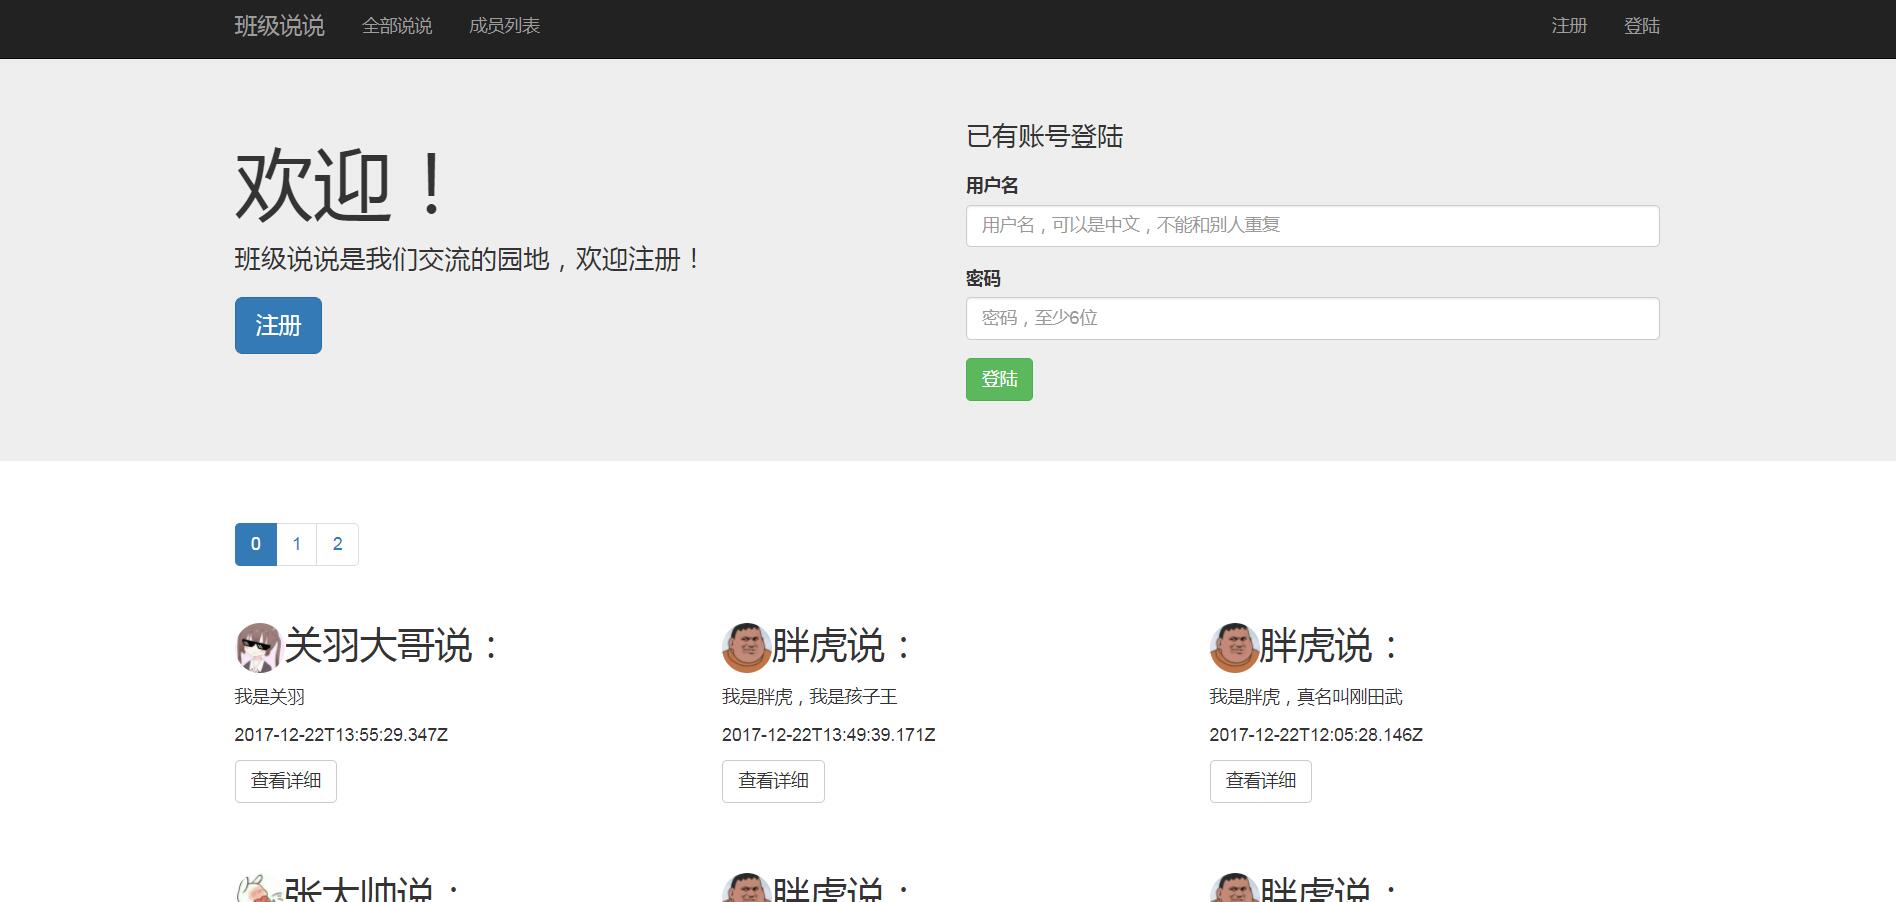 班级说说 全部说说 成员列表 注册 登陆
欢迎！
班级说说是我们交流的园地，欢迎注册！
注册
已有账号登陆
用户名
用户名，可以是中文，不能和别人重复
密码
密码，至少6位
登陆
0 1 2
关羽大哥说：
我是关羽
2017-12-22T13:55:29.347Z
查看详细
胖虎说：
我是胖虎，我是孩子王
2017-12-22T13:49:39.171Z
查看详细
胖虎说：
我是胖虎，真名叫刚田武
2017-12-22T12:05:28.146Z
查看详细
张大帅说：
胖虎说：
胖虎说：